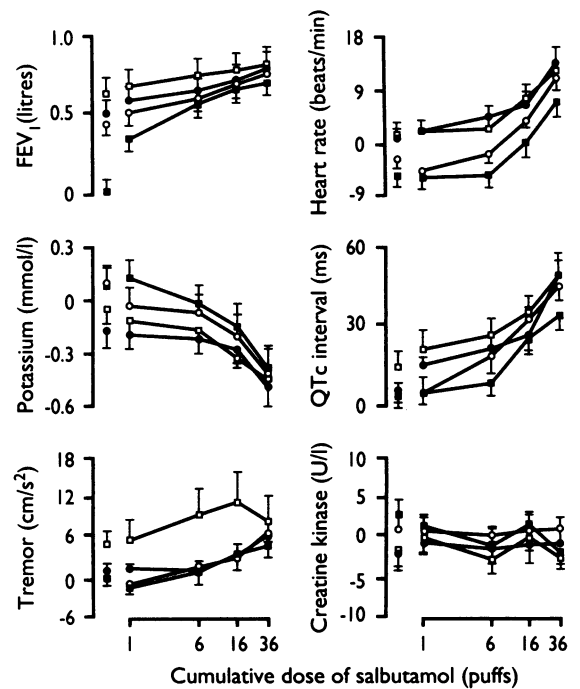 FEV1 (litres)
1.0
0.5
0
Heart rate (beats/min)
18
9
0
-9
Potassium (mmol/l)
0.3
0
-0.3
-0.6
QTc interval (ms)
60
30
0
Tremor (cm/s²)
18
12
6
0
-6
1 6 16 36
Creatine kinase (U/l)
10
5
0
-5
-10
1 6 16 36
Cumulative dose of salbutamol (puffs)